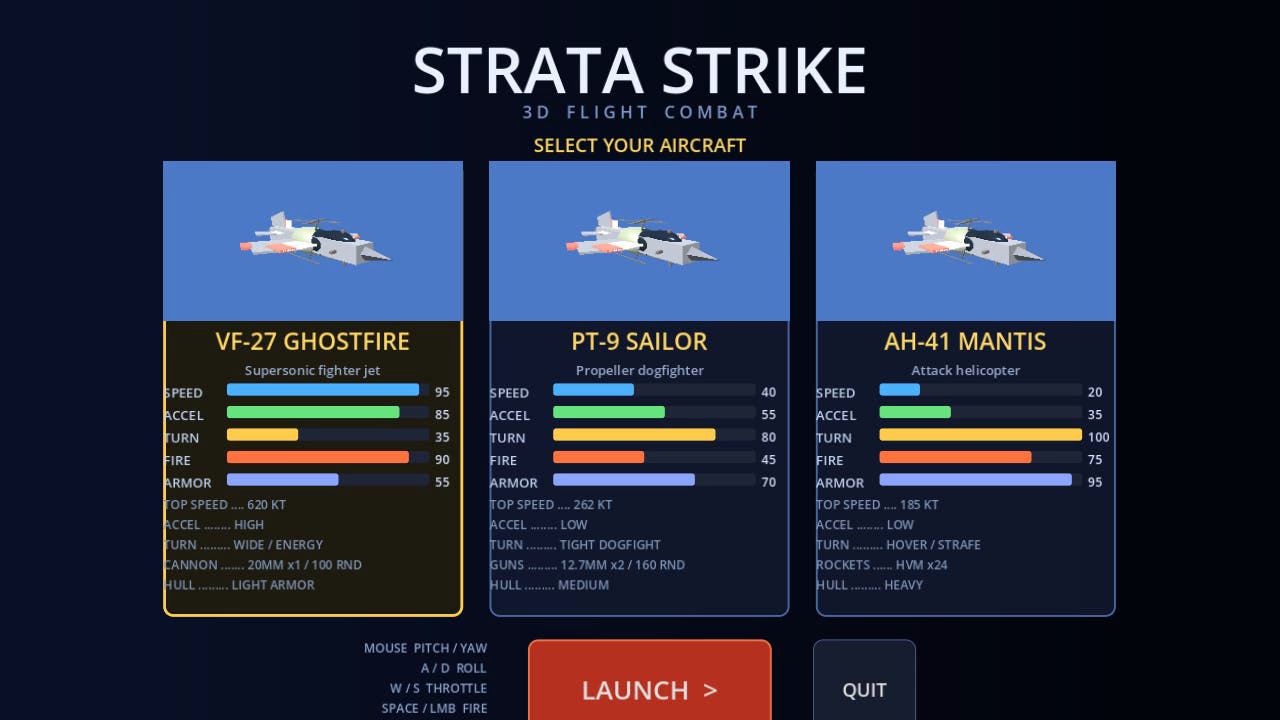 STRATA STRIKE
3D FLIGHT COMBAT
SELECT YOUR AIRCRAFT
VF-27 GHOSTFIRE
Supersonic fighter jet
SPEED 95
ACCEL 85
TURN 35
FIRE 90
ARMOR 55
TOP SPEED .... 620 KT
ACCEL ........ HIGH
TURN ......... WIDE / ENERGY
CANNON ....... 20MM x1 / 100 RND
HULL ......... LIGHT ARMOR
PT-9 SAILOR
Propeller dogfighter
SPEED 40
ACCEL 55
TURN 80
FIRE 45
ARMOR 70
TOP SPEED .... 262 KT
ACCEL ........ LOW
TURN ......... TIGHT DOGFIGHT
GUNS ......... 12.7MM x2 / 160 RND
HULL ......... MEDIUM
AH-41 MANTIS
Attack helicopter
SPEED 20
ACCEL 35
TURN 100
FIRE 75
ARMOR 95
TOP SPEED .... 185 KT
ACCEL ........ LOW
TURN ......... HOVER / STRAFE
ROCKETS ...... HVM x24
HULL ......... HEAVY
MOUSE PITCH / YAW
A / D ROLL
W / S THROTTLE
SPACE / LMB FIRE
LAUNCH >
QUIT